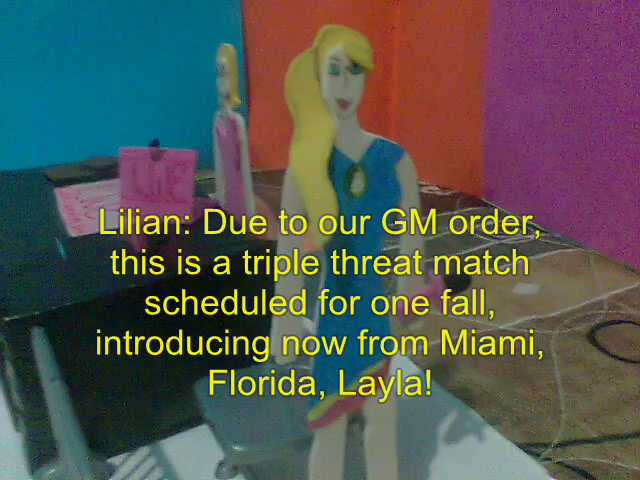 Lilian: Due to our GM order,
this is a triple threat match
scheduled for one fall,
introducing now from Miami,
Florida, Layla!